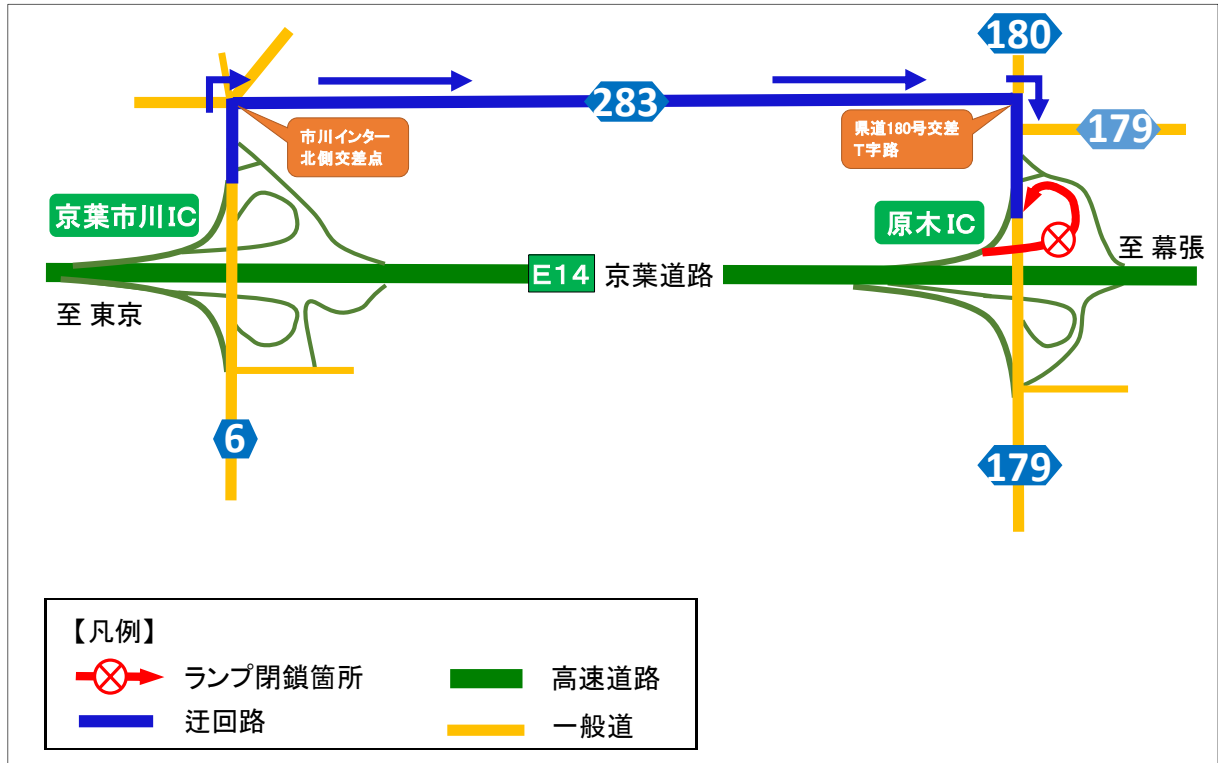 180
283
市川インター
北側交差点
県道180号交差
T字路
179
京葉市川IC
原木IC
至 幕張
E14 京葉道路
至 東京
6
179
【凡例】
ランプ閉鎖箇所
高速道路
迂回路
一般道